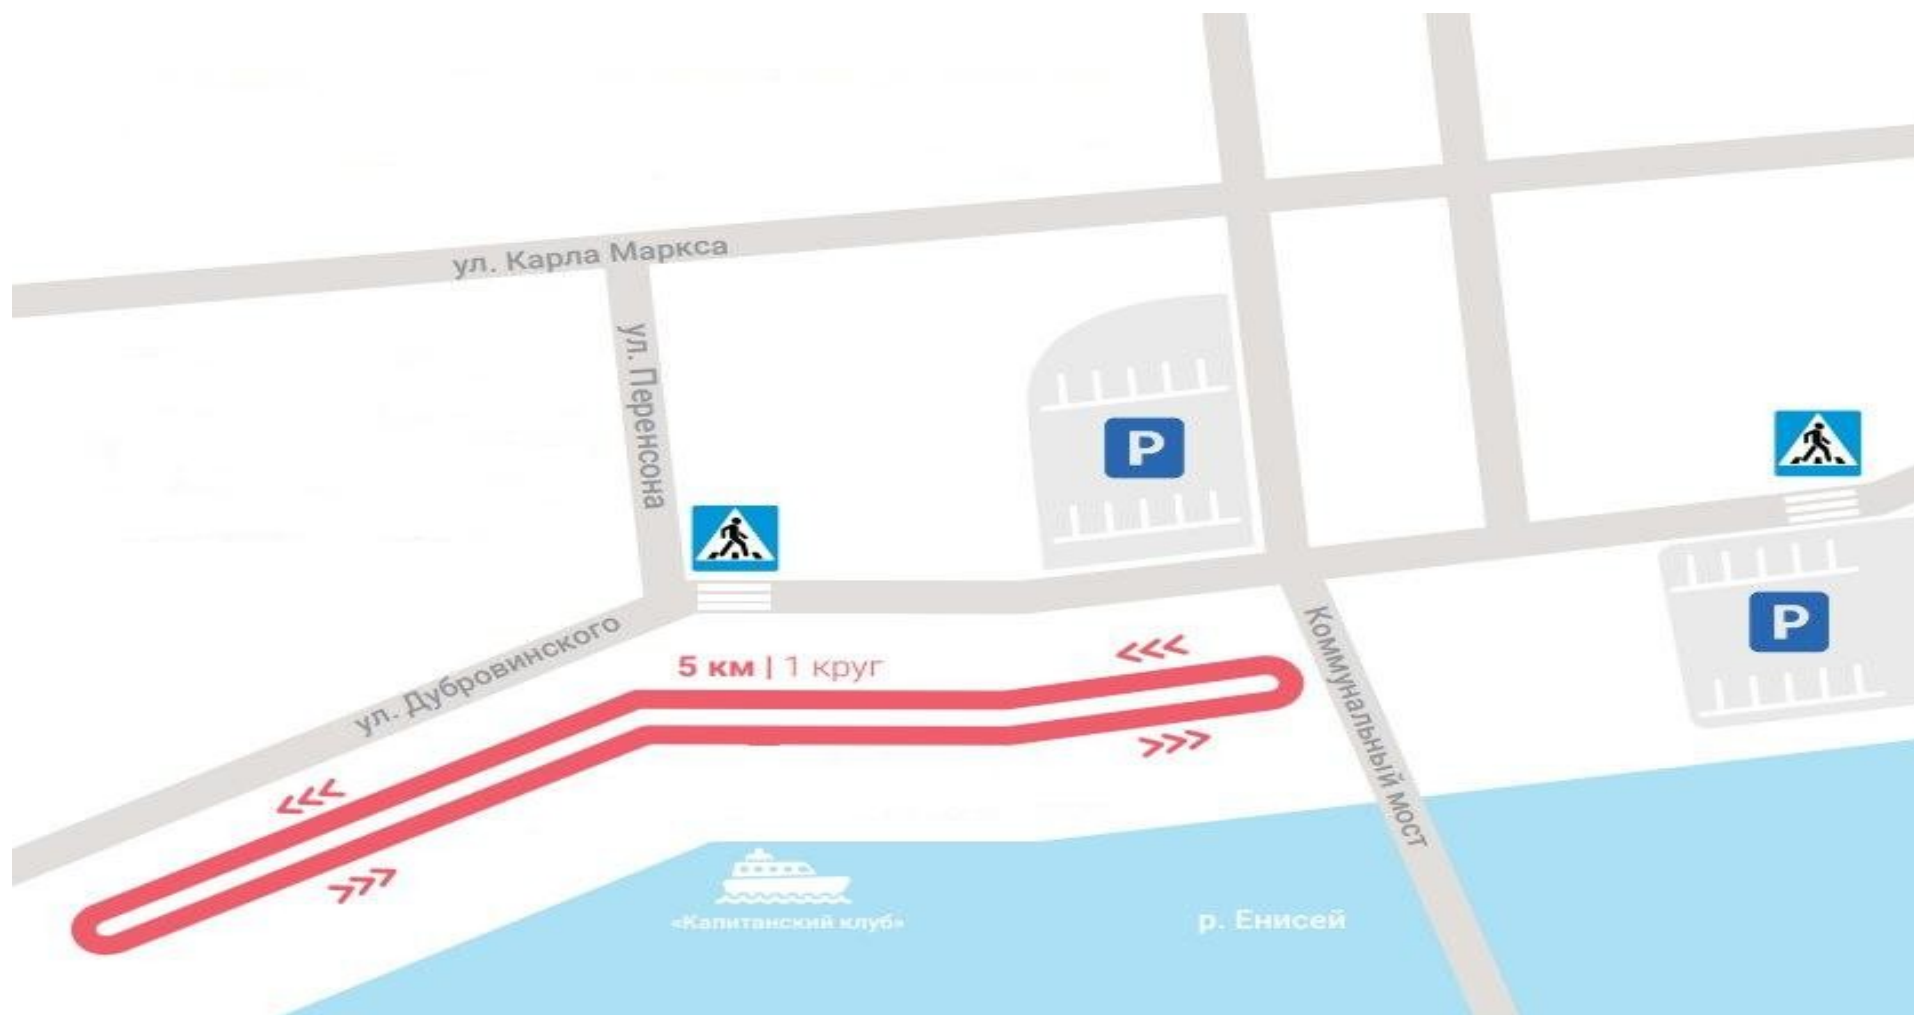 ул. Карла Маркса
ул. Перенсона
P
P
ул. Дубровинского
5 км | 1 круг
<<<
>>>
<<<
>>>
Коммунальный мост
«Капитанский клуб»
р. Енисей